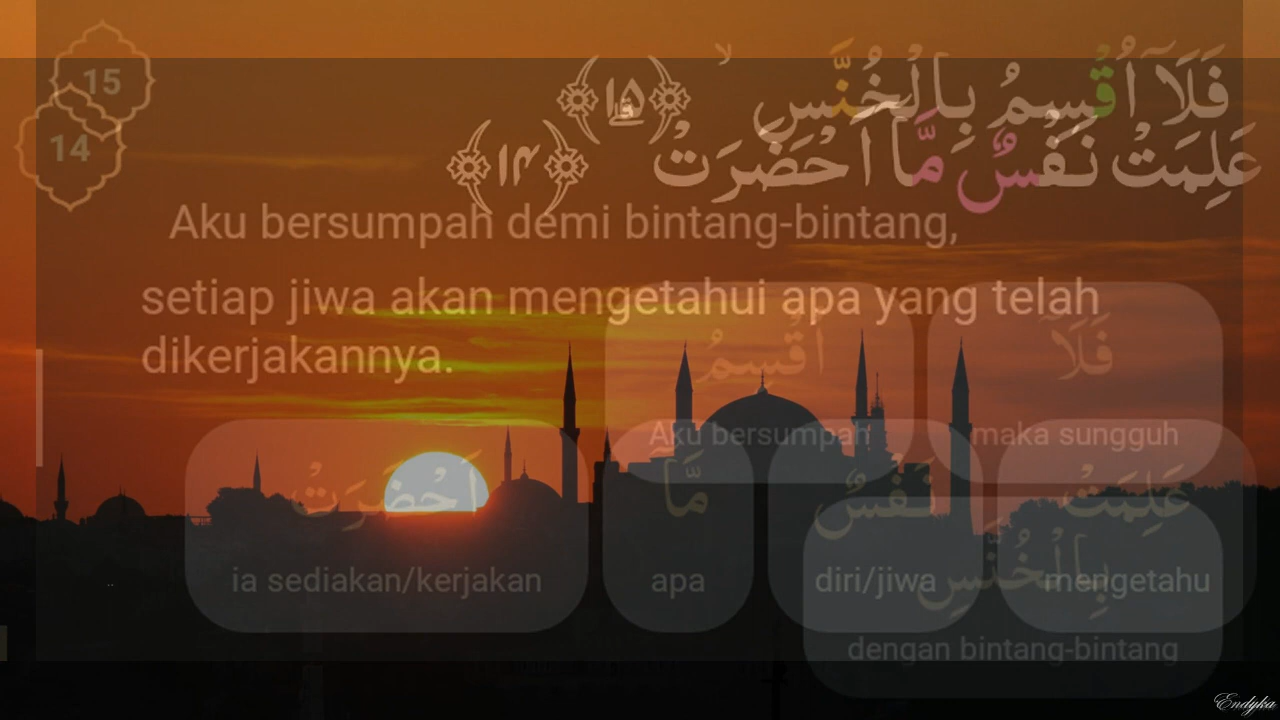 15
فَلَآ اُقْسِمُ بِالْخُنَّسِۙ ﴿١٥﴾
14
عَلِمَتْ نَفْسٌ مَّآ اَحْضَرَتْۗ ﴿١٤﴾
Aku bersumpah demi bintang-bintang,
setiap jiwa akan mengetahui apa yang telah
dikerjakannya.
فَلَآ اُقْسِمُ
maka sungguh Aku bersumpah
عَلِمَتْ نَفْسٌ مَّآ اَحْضَرَتْ
بِالْخُنَّسِ
ia sediakan/kerjakan apa diri/jiwa mengetahu
dengan bintang-bintang
Endyka